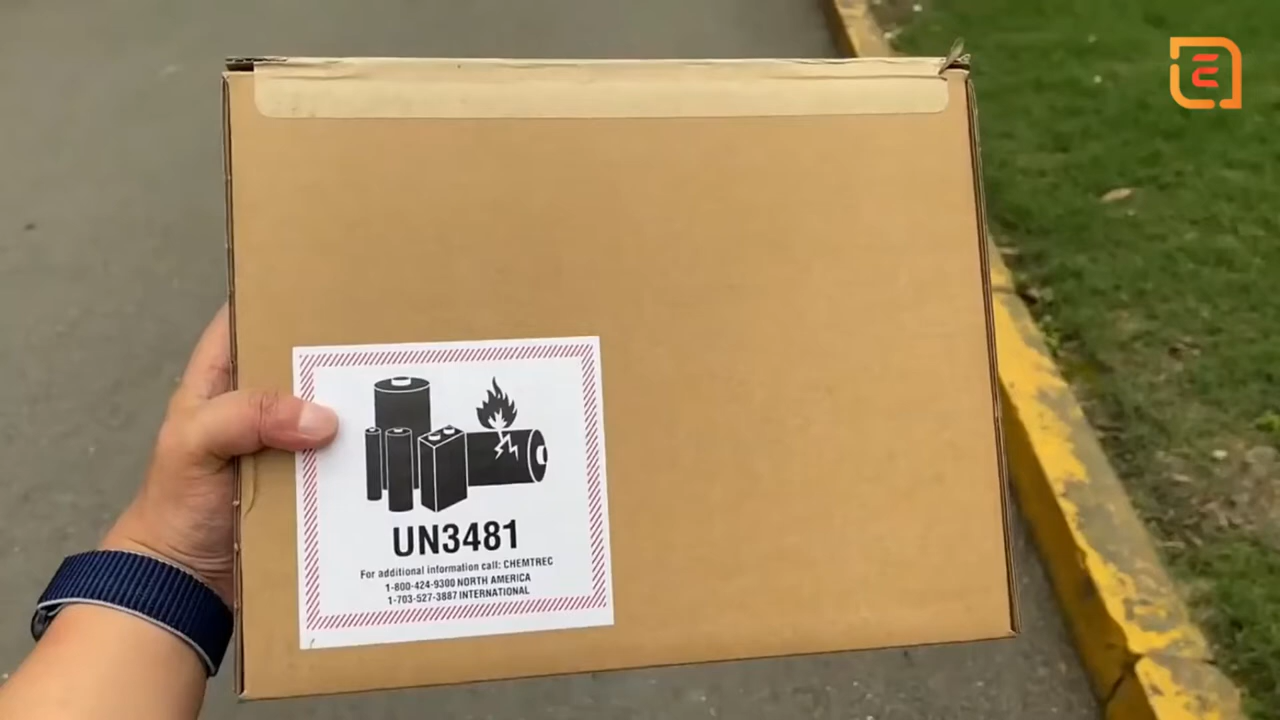 UN3481
For additional information call: CHEMTREC
1-800-424-9300 NORTH AMERICA
1-703-527-3887 INTERNATIONAL